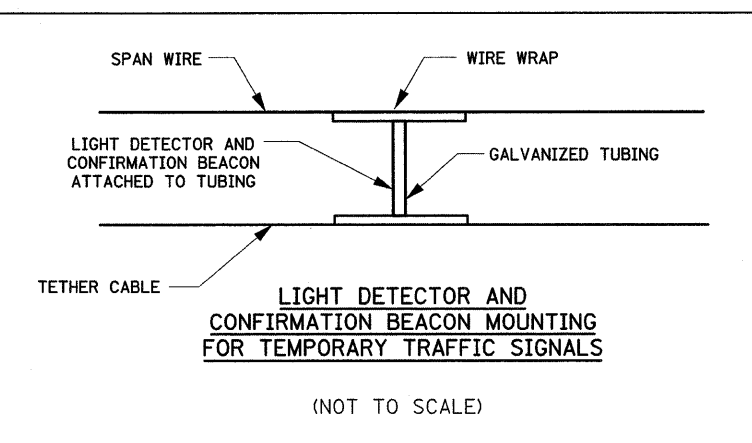 SPAN WIRE
WIRE WRAP
LIGHT DETECTOR AND
CONFIRMATION BEACON
ATTACHED TO TUBING
GALVANIZED TUBING
TETHER CABLE
LIGHT DETECTOR AND
CONFIRMATION BEACON MOUNTING
FOR TEMPORARY TRAFFIC SIGNALS
(NOT TO SCALE)